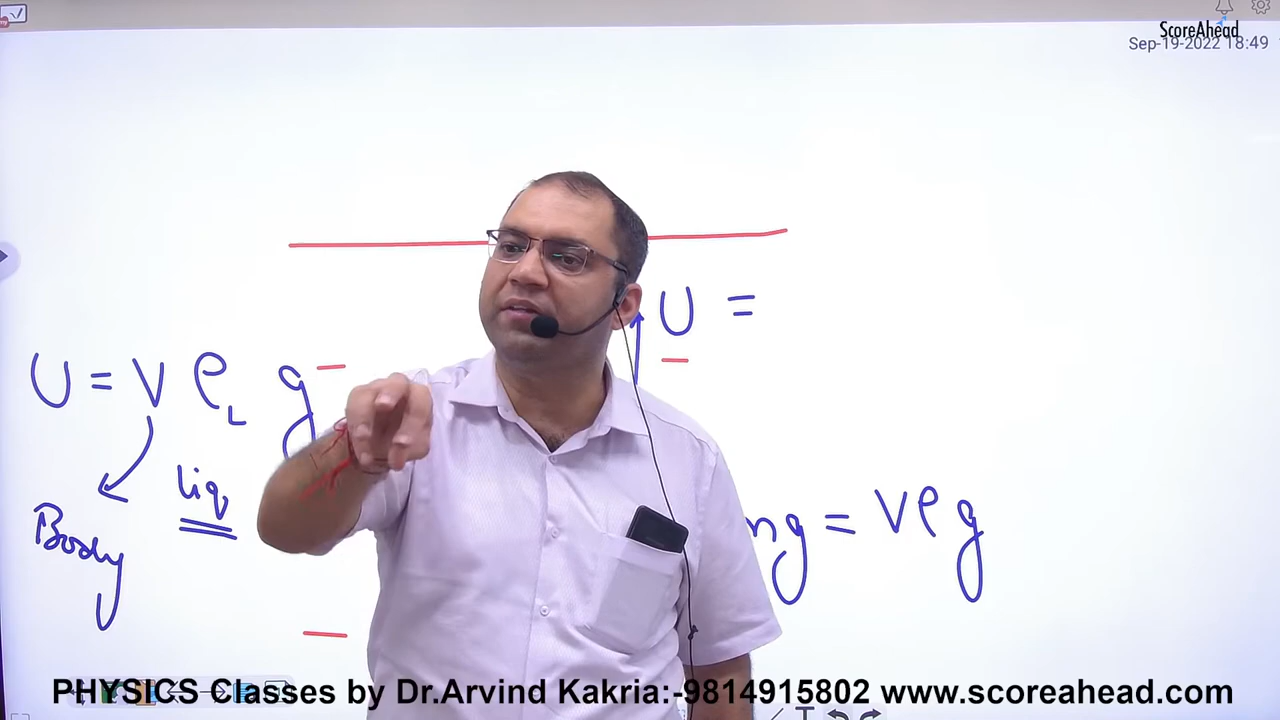 ScoreAhead
Sep-19-2022 18:49
U =
U = V ρL g
liq
Body
mg = Vρg
PHYSICS Classes by Dr.Arvind Kakria:-9814915802 www.scoreahead.com